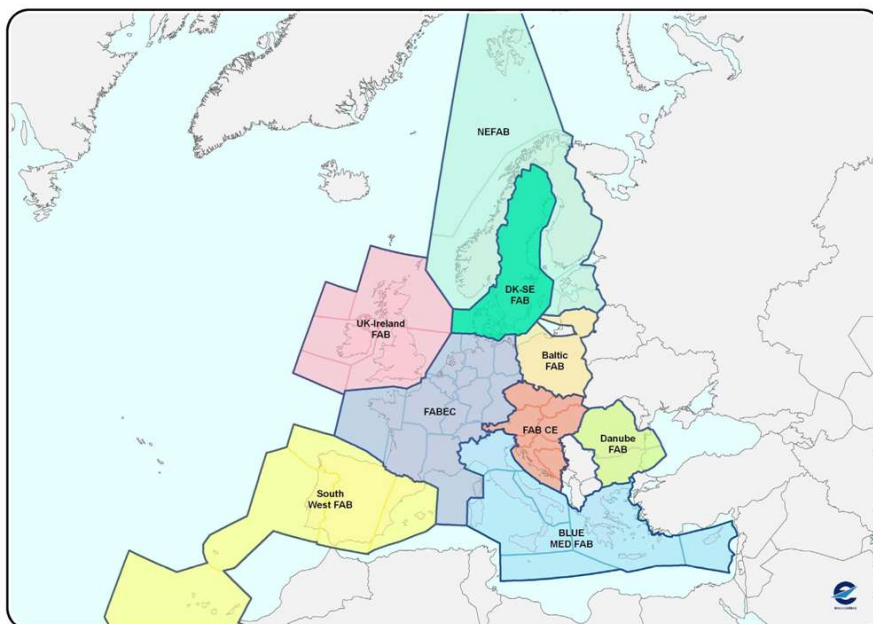 NEFAB
DK-SE
FAB
UK-Ireland
FAB
Baltic
FAB
FABEC
FAB CE
Danube
FAB
South
West FAB
BLUE
MED FAB